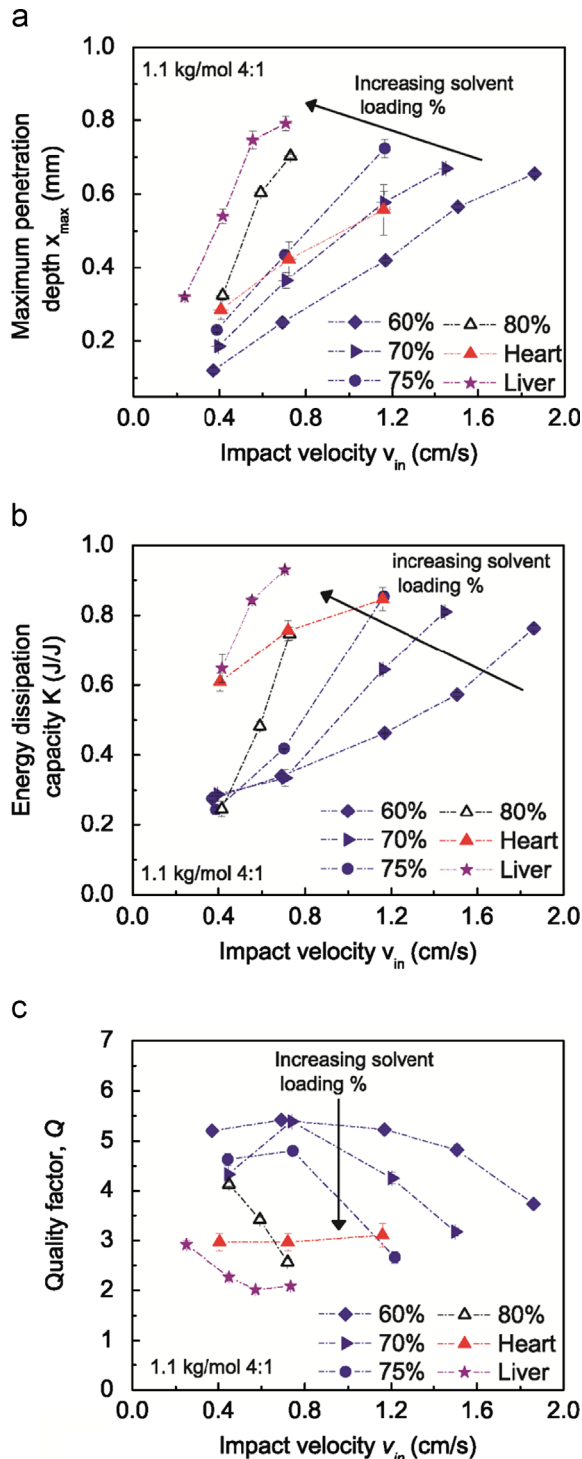 a
1.1 kg/mol 4:1
Increasing solvent
loading %
Maximum penetration
depth x_max (mm)
1.0
0.8
0.6
0.4
0.2
60%
70%
75%
80%
Heart
Liver
0.0 0.4 0.8 1.2 1.6 2.0
Impact velocity v_in (cm/s)
b
increasing solvent
loading %
Energy dissipation
capacity K (J/J)
1.0
0.8
0.6
0.4
0.2
0.0
60%
70%
75%
80%
Heart
Liver
1.1 kg/mol 4:1
0.0 0.4 0.8 1.2 1.6 2.0
Impact velocity v_in (cm/s)
c
Increasing solvent
loading %
Quality factor, Q
7
6
5
4
3
2
1
0
60%
70%
75%
80%
Heart
Liver
1.1 kg/mol 4:1
0.0 0.4 0.8 1.2 1.6 2.0
Impact velocity v_in (cm/s)